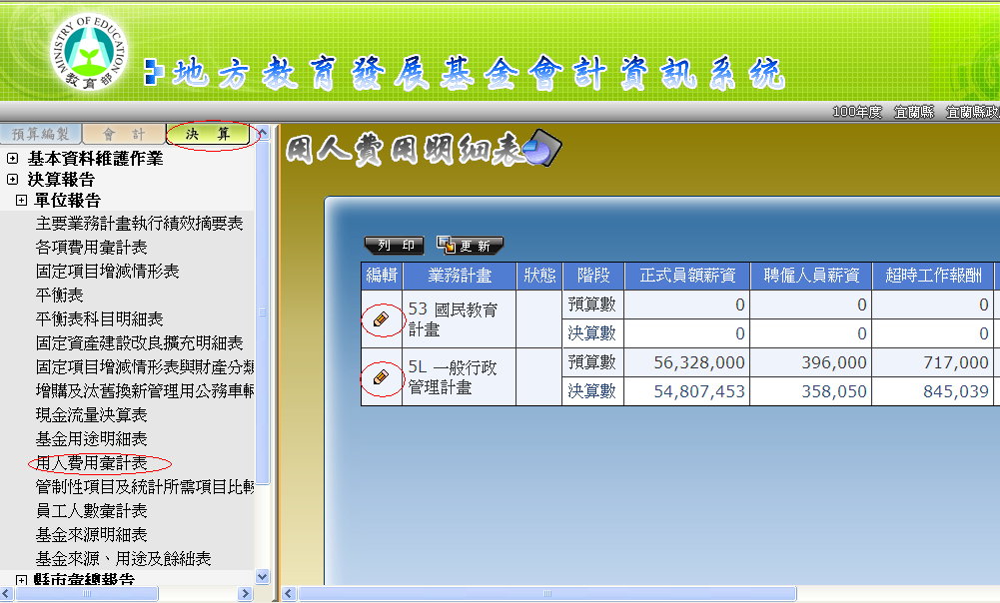 MINISTRY OF EDUCATION
教育部
地方教育發展基金會計資訊系統
100年度 宜蘭縣 宜蘭縣政
預算編製 會 計 決 算
基本資料維護作業
決算報告
單位報告
主要業務計畫執行績效摘要表
各項費用彙計表
固定項目增減情形表
平衡表
平衡表科目明細表
固定資產建設改良擴充明細表
固定項目增減情形表與財產分類
增購及汰舊換新管理用公務車輛
現金流量決算表
基金用途明細表
用人費用彙計表
管制性項目及統計所需項目比較
員工人數彙計表
基金來源明細表
基金來源、用途及餘絀表
縣市彙總報告
用人費用明細表
列 印 更 新
編輯 業務計畫 狀態 階段 正式員額薪資 聘僱人員薪資 超時工作報酬
53 國民教育
計畫
預算數 0 0 0
決算數 0 0 0
5L 一般行政
管理計畫
預算數 56,328,000 396,000 717,000
決算數 54,807,453 358,050 845,039